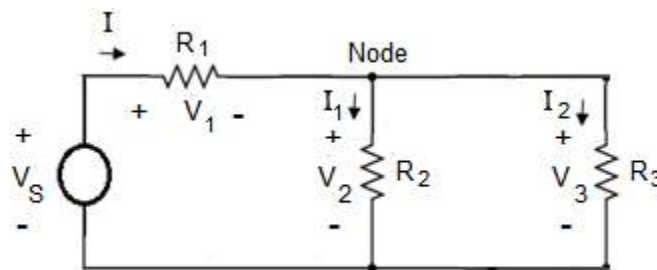 I
R1
Node
+ V1 -
I1
I2
+
VS
-
+
V2
-
R2
+
V3
-
R3